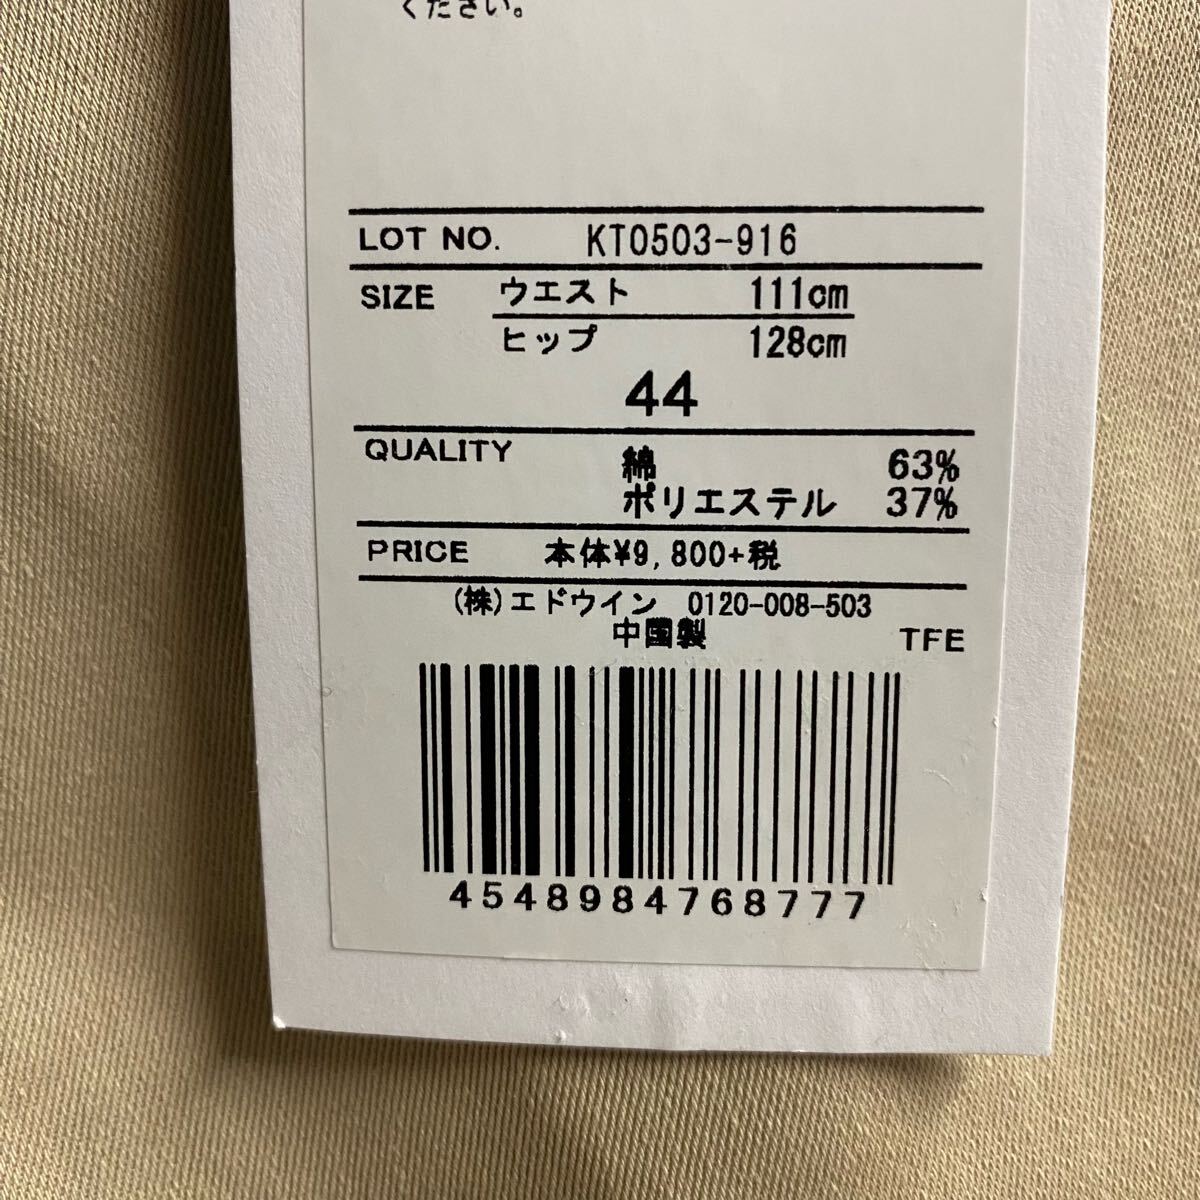 ください。
LOT NO. KT0503-916
SIZE ウエスト 111cm
ヒップ 128cm
44
QUALITY 綿 63%
ポリエステル 37%
PRICE 本体¥9,800+税
(株)エドウイン 0120-008-503
中国製 TFE
4548984768777